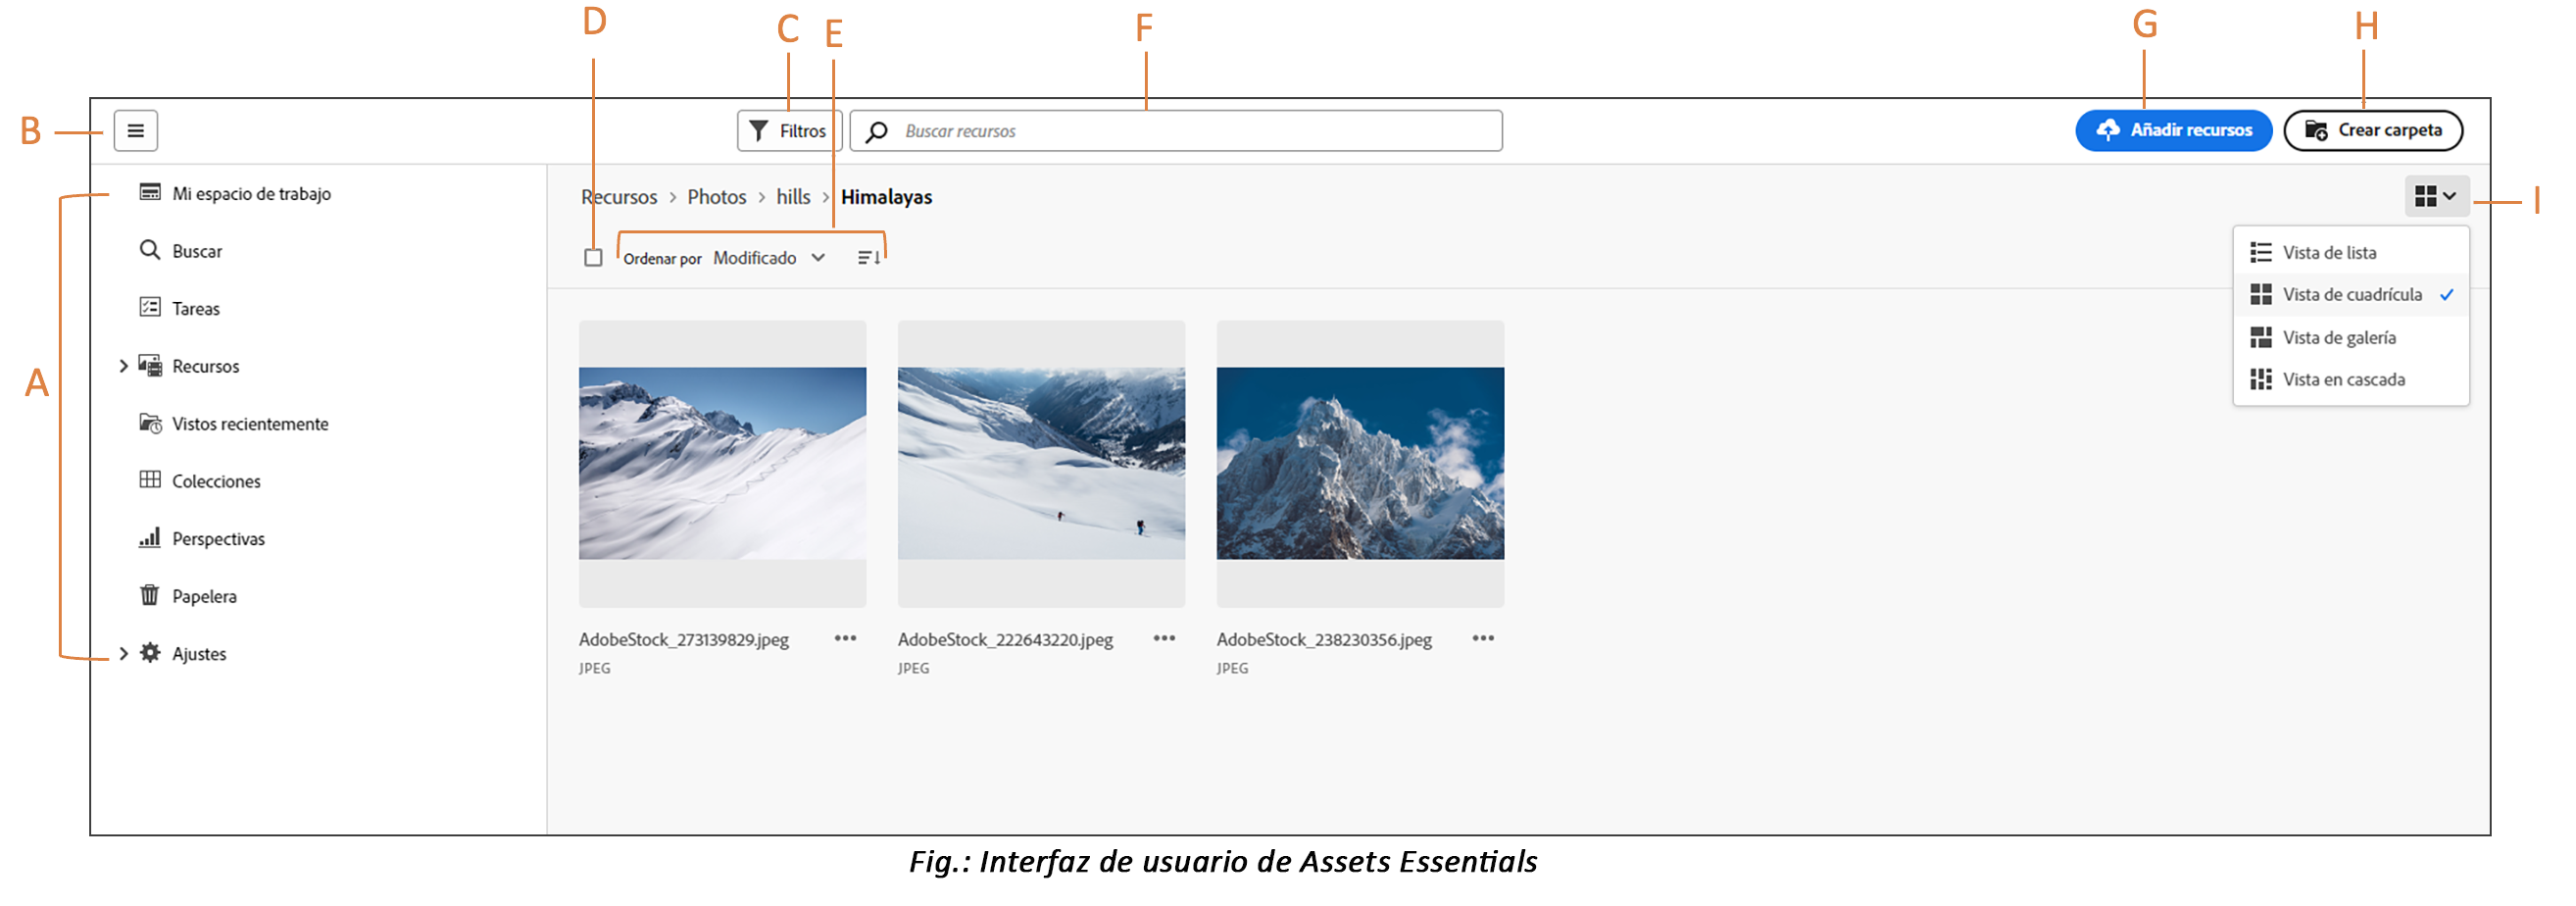 D
C
E
F
G
H
B
Filtros
Buscar recursos
Añadir recursos
Crear carpeta
A
Mi espacio de trabajo
Buscar
Tareas
Recursos
Vistos recientemente
Colecciones
Perspectivas
Papelera
Ajustes
Recursos > Photos > hills > Himalayas
I
Ordenar por Modificado
Vista de lista
Vista de cuadrícula
Vista de galería
Vista en cascada
AdobeStock_273139829.jpeg
JPEG
AdobeStock_222643220.jpeg
JPEG
AdobeStock_238230356.jpeg
JPEG
Fig.: Interfaz de usuario de Assets Essentials